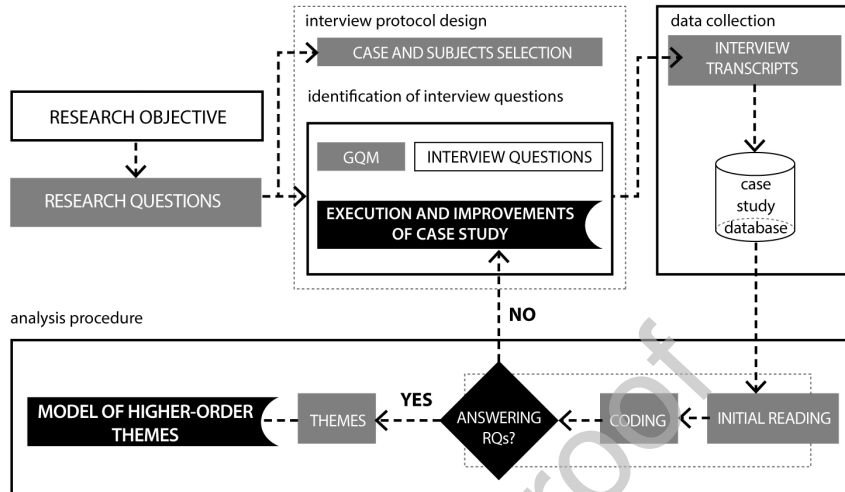 interview protocol design
CASE AND SUBJECTS SELECTION
identification of interview questions
GQM
INTERVIEW QUESTIONS
EXECUTION AND IMPROVEMENTS
OF CASE STUDY
data collection
INTERVIEW
TRANSCRIPTS
case
study
database
RESEARCH OBJECTIVE
RESEARCH QUESTIONS
analysis procedure
NO
YES
MODEL OF HIGHER-ORDER
THEMES
THEMES
ANSWERING
RQs?
CODING
INITIAL READING
roof